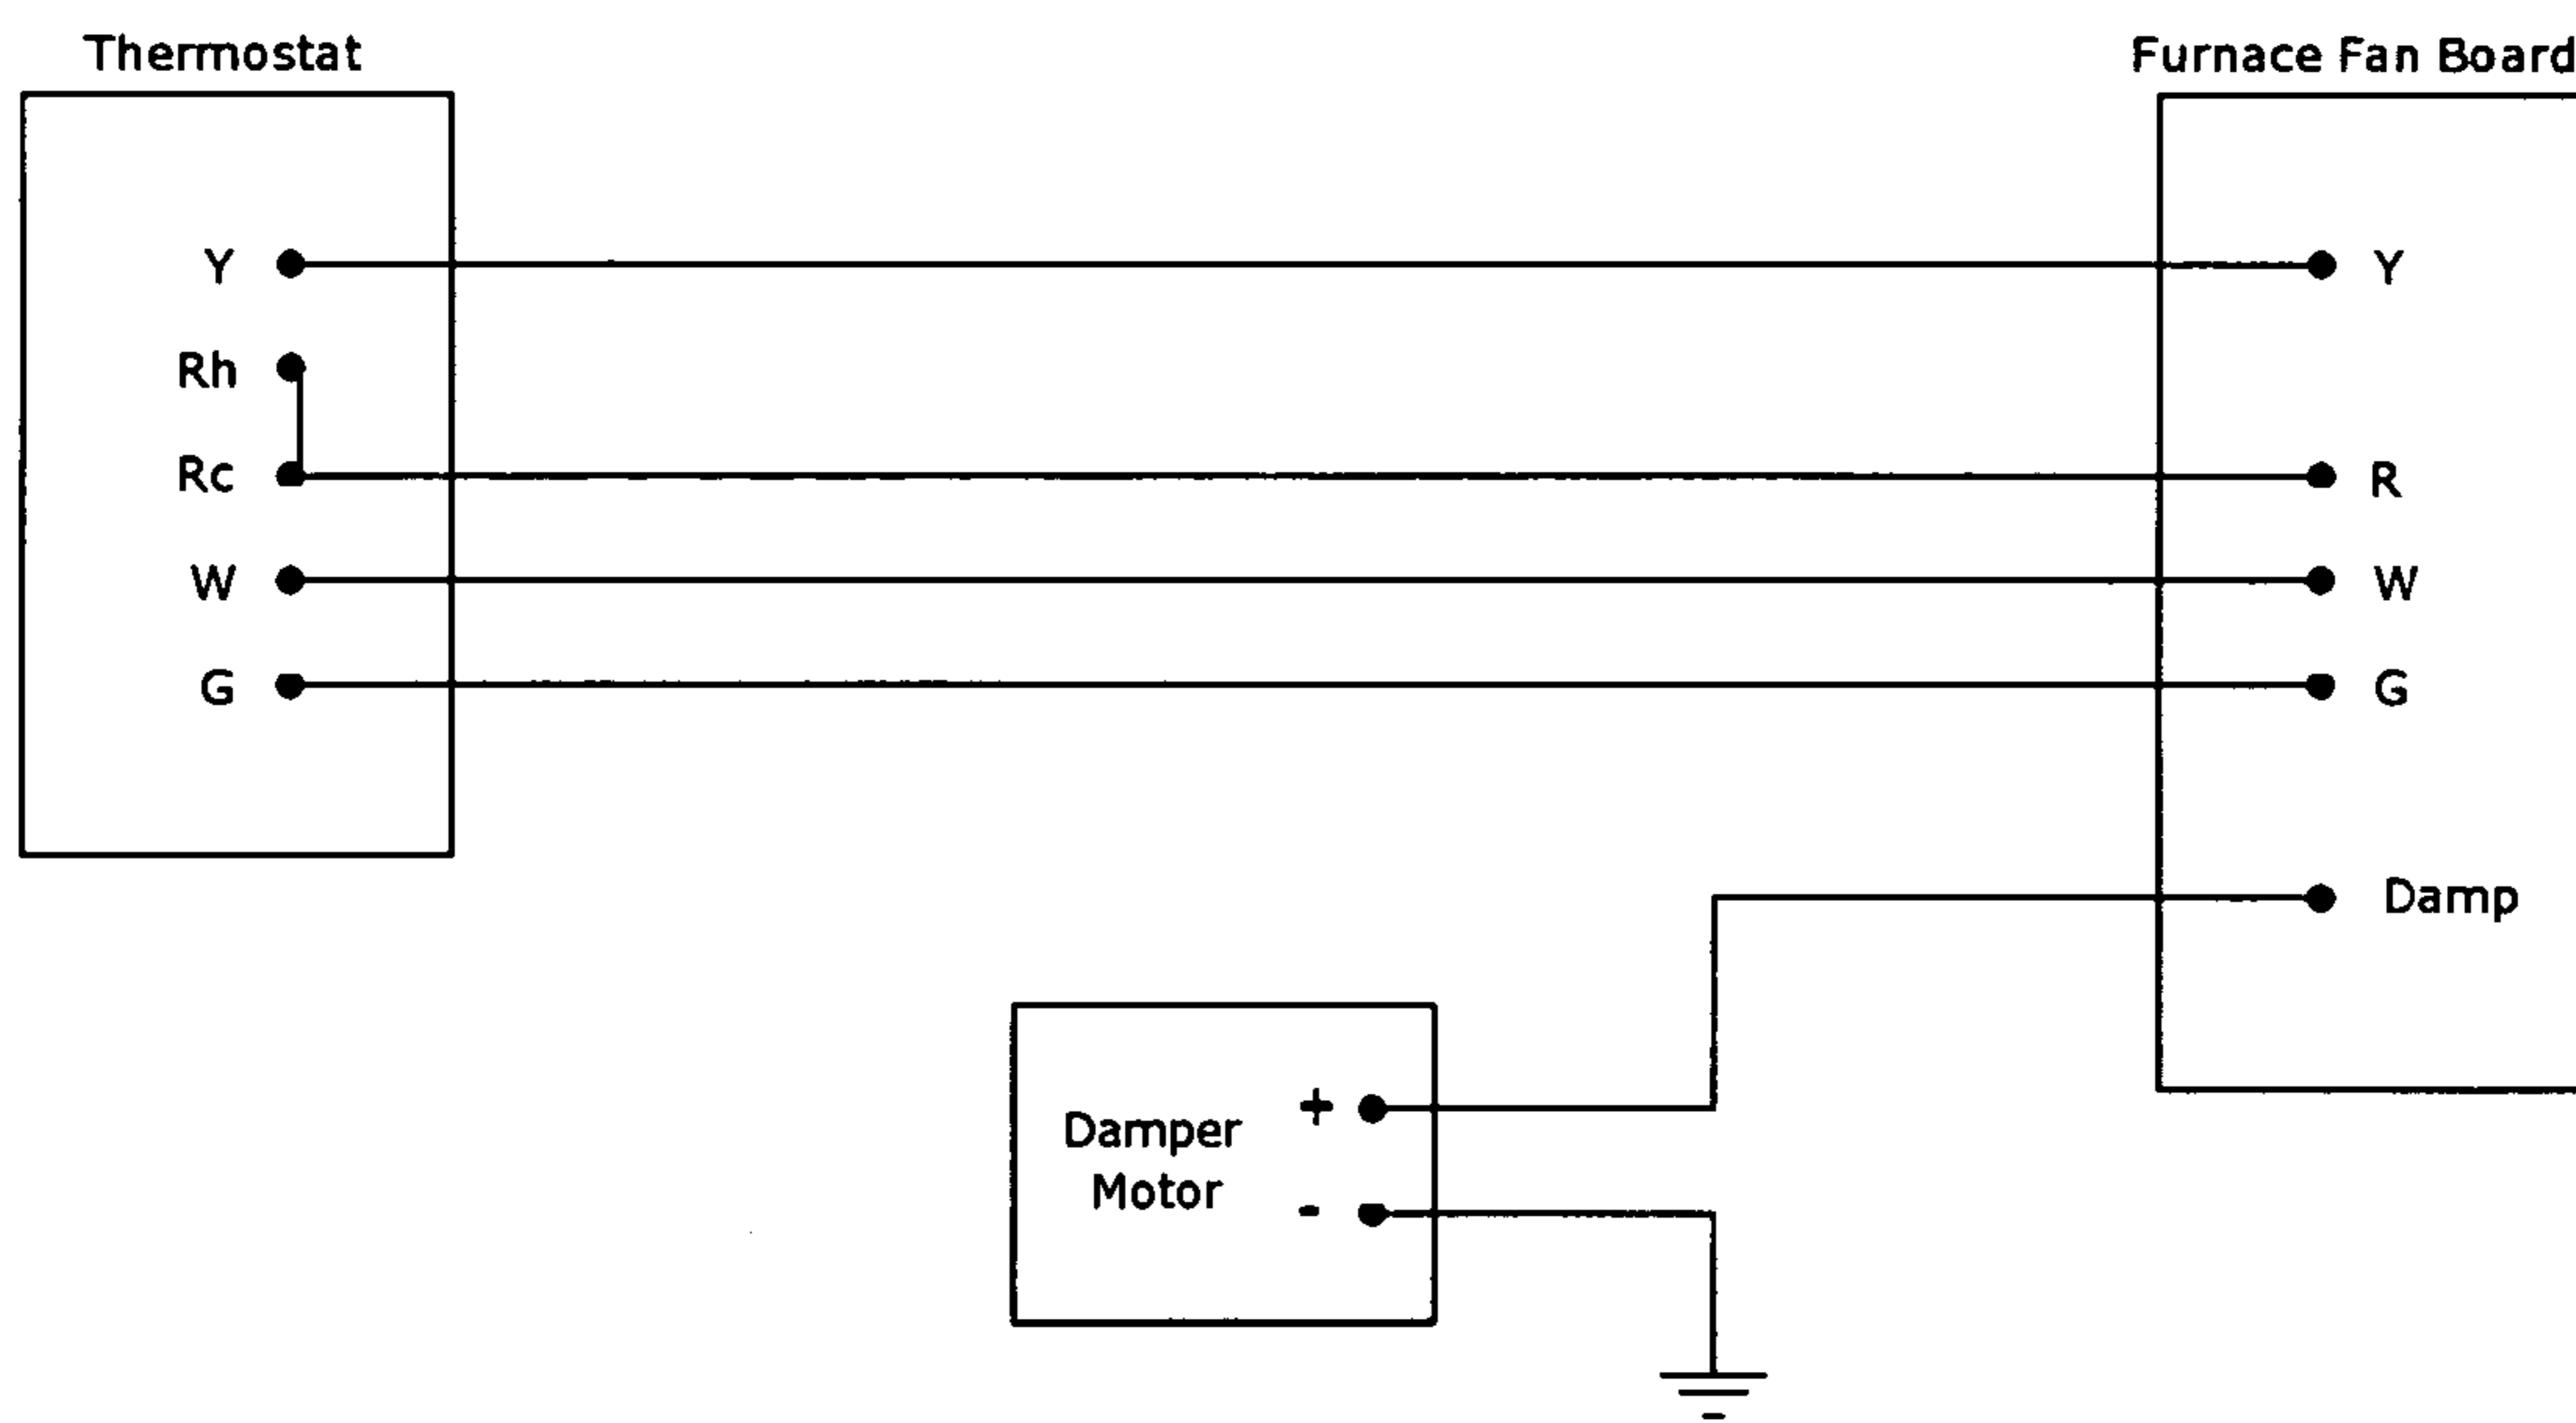 Thermostat
Furnace Fan Board
Y
Y
Rh
Rc
R
W
W
G
G
Damp
+
Damper
Motor
-